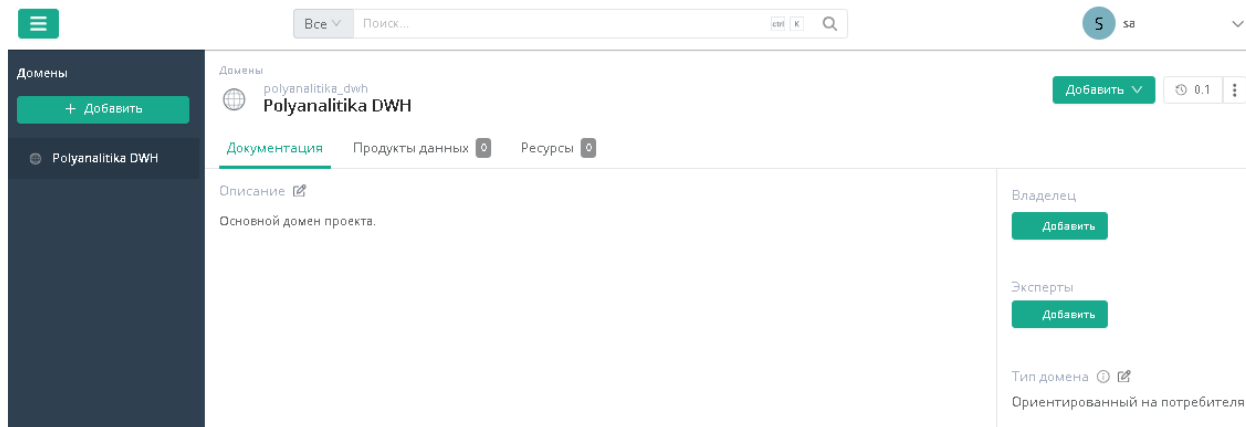 Все Поиск... ctrl K S sa
Домены
+ Добавить
Polyanalitika DWH
Домены
polyanalitika_dwh
Polyanalitika DWH
Добавить 0.1
Документация Продукты данных 0 Ресурсы 0
Описание
Основной домен проекта.
Владелец
Добавить
Эксперты
Добавить
Тип домена
Ориентированный на потребителя